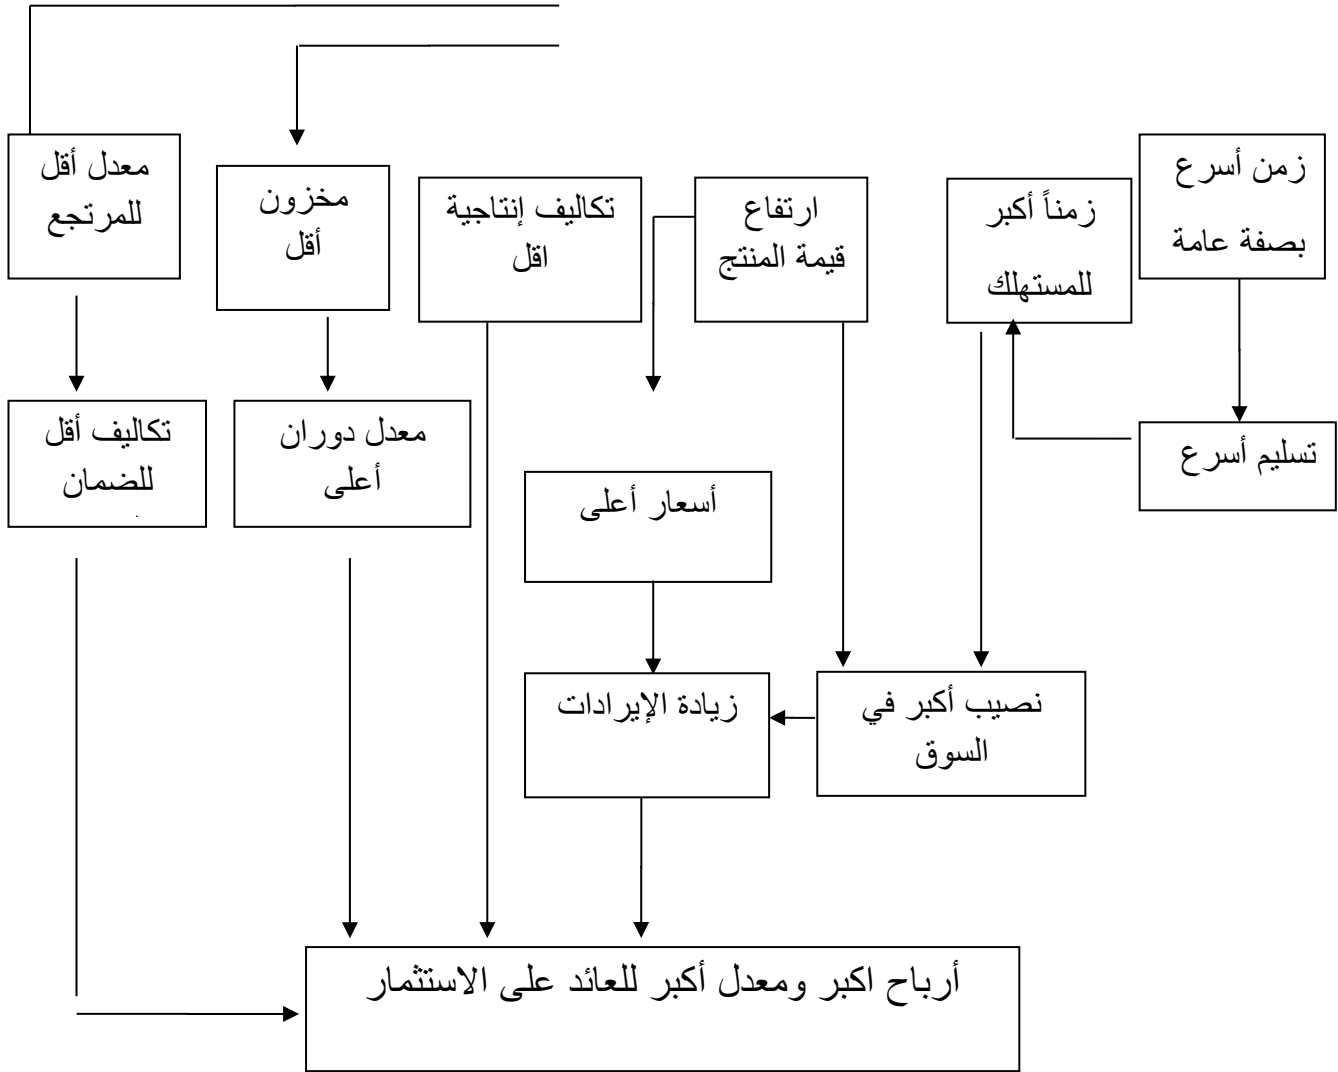 زمن أسرع
بصفة عامة
زمناً أكبر
للمستهلك
ارتفاع
قيمة المنتج
تكاليف إنتاجية
اقل
مخزون
أقل
معدل أقل
للمرتجع
تسليم أسرع
أسعار أعلى
معدل دوران
أعلى
تكاليف أقل
للضمان
نصيب أكبر في
السوق
زيادة الإيرادات
أرباح اكبر ومعدل أكبر للعائد على الاستثمار